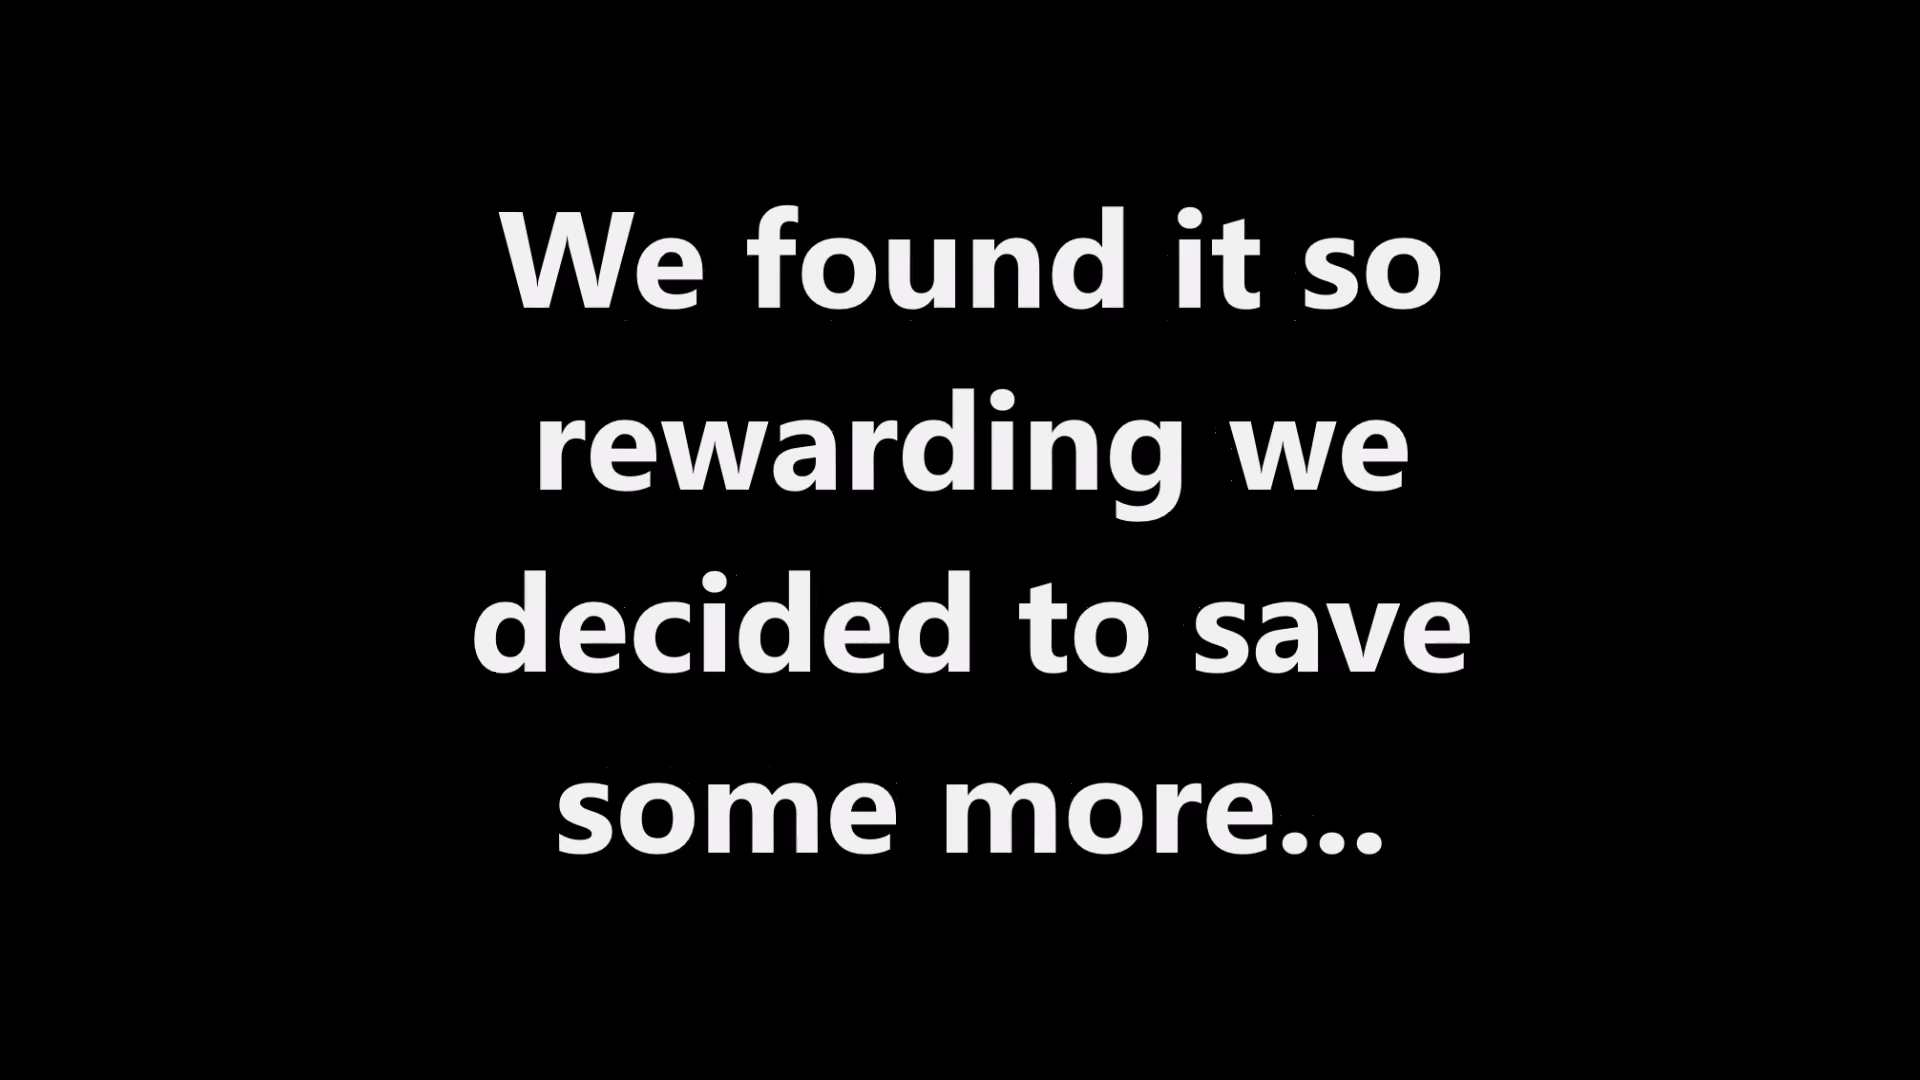 We found it so
rewarding we
decided to save
some more...